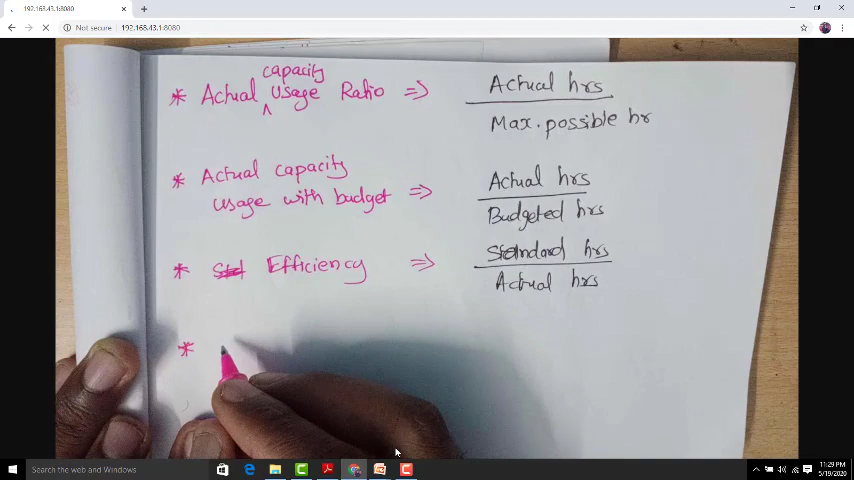 192.168.43.1:8080
Not secure
192.168.43.1:8080
* Actual capacity usage Ratio => Actual hrs
Max. possible hr
* Actual capacity
usage with budget => Actual hrs
Budgeted hrs
* Efficiency => Standard hrs
Actual hrs
*
Search the web and Windows
11:29 PM
5/19/2020